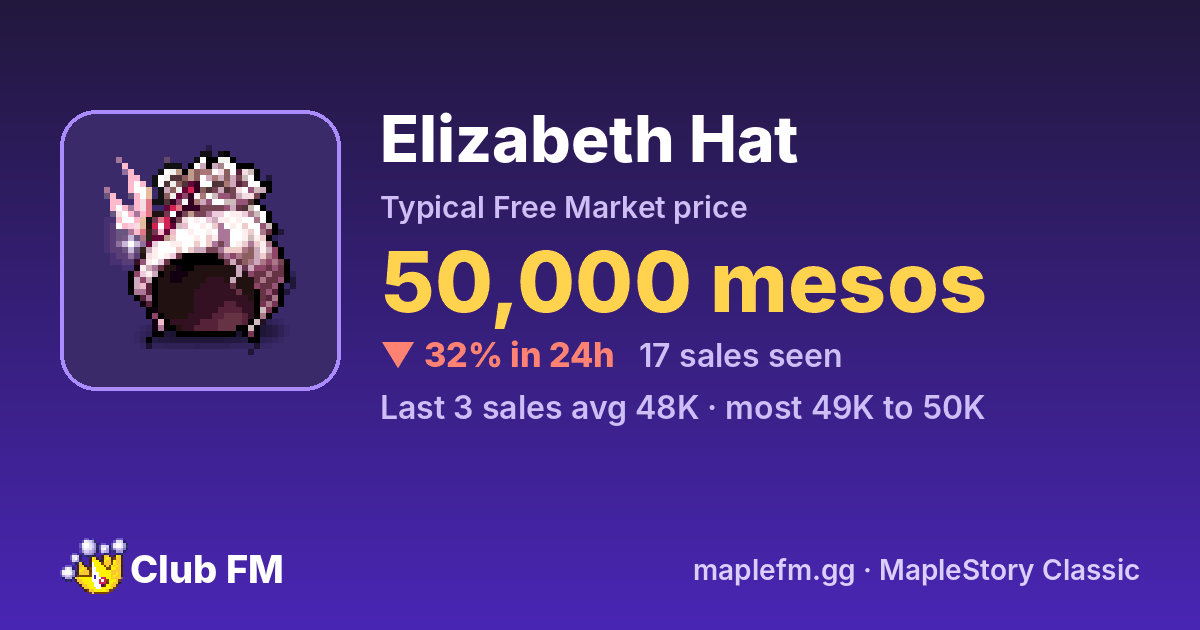 Elizabeth Hat
Typical Free Market price
50,000 mesos
▼ 32% in 24h 17 sales seen
Last 3 sales avg 48K · most 49K to 50K
Club FM
maplefm.gg · MapleStory Classic